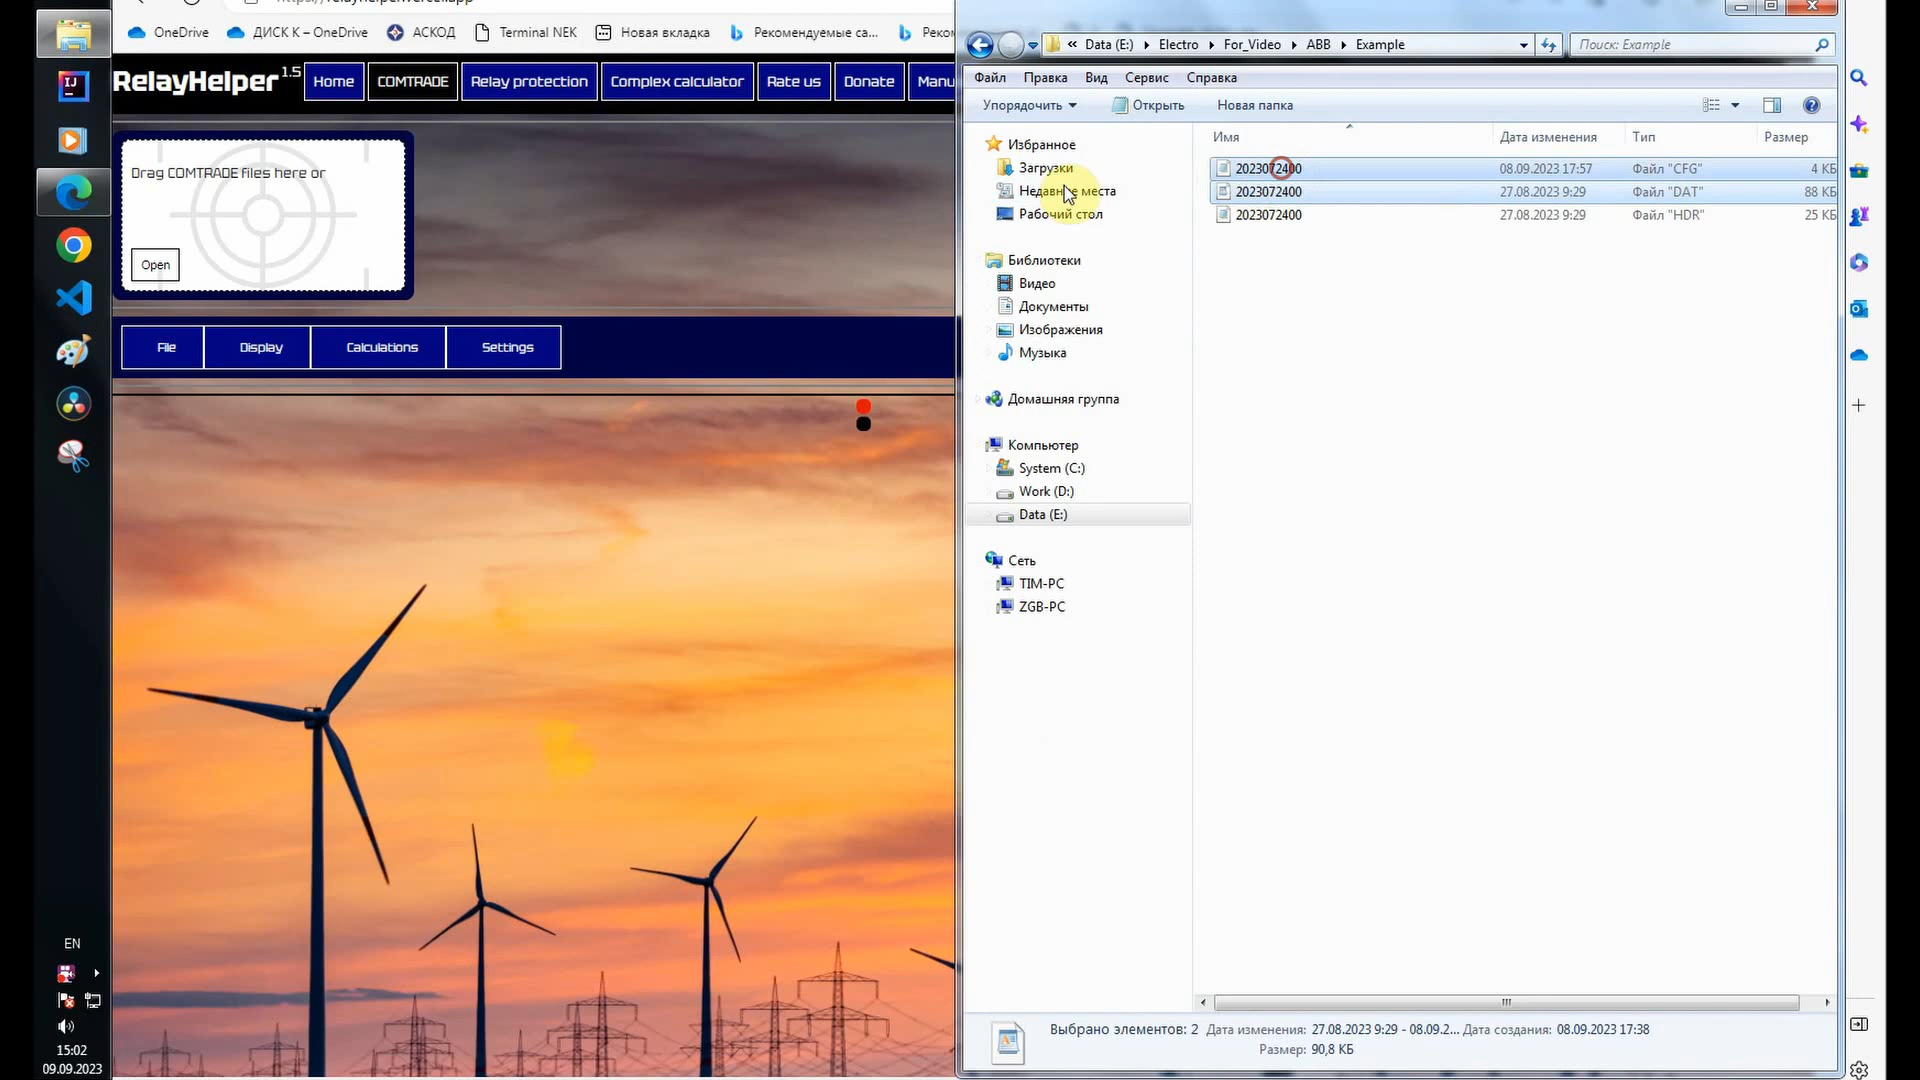 OneDrive
ДИСК К – OneDrive
АСКОД
Terminal NEK
Новая вкладка
Рекомендуемые са...
RelayHelper 1.5
Home
COMTRADE
Relay protection
Complex calculator
Rate us
Donate
Drag COMTRADE files here or
Open
File
Display
Calculations
Settings
EN
15:02
09.09.2023
« Data (E:)
Electro
For_Video
ABB
Example
Поиск: Example
Файл
Правка
Вид
Сервис
Справка
Упорядочить
Открыть
Новая папка
Избранное
Загрузки
Недавние места
Рабочий стол
Библиотеки
Видео
Документы
Изображения
Музыка
Домашняя группа
Компьютер
System (C:)
Work (D:)
Data (E:)
Сеть
TIM-PC
ZGB-PC
Имя
Дата изменения
Тип
Размер
2023072400 08.09.2023 17:57 Файл "CFG" 4 КБ
2023072400 27.08.2023 9:29 Файл "DAT" 88 КБ
2023072400 27.08.2023 9:29 Файл "HDR" 25 КБ
Выбрано элементов: 2 Дата изменения: 27.08.2023 9:29 - 08.09.2... Дата создания: 08.09.2023 17:38
Размер: 90,8 КБ